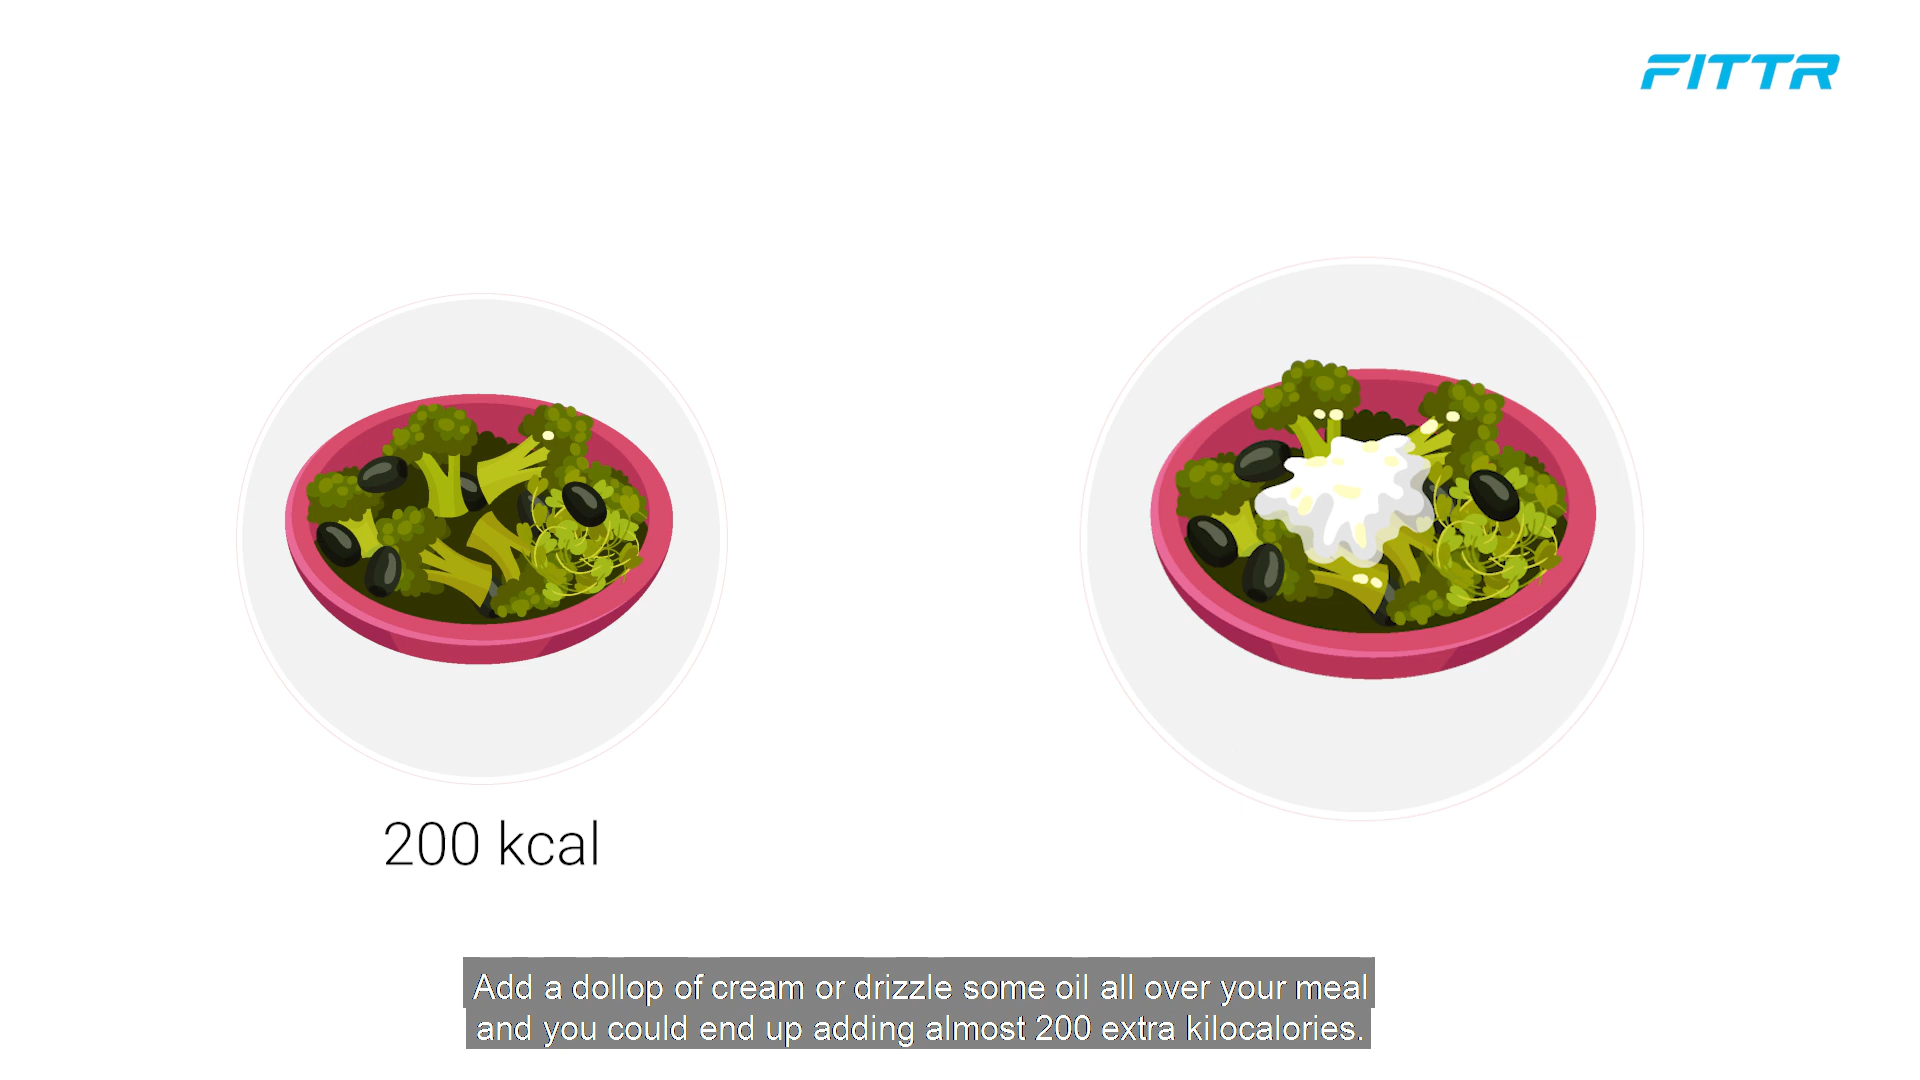 FITTR
200 kcal
Add a dollop of cream or drizzle some oil all over your meal
and you could end up adding almost 200 extra kilocalories.